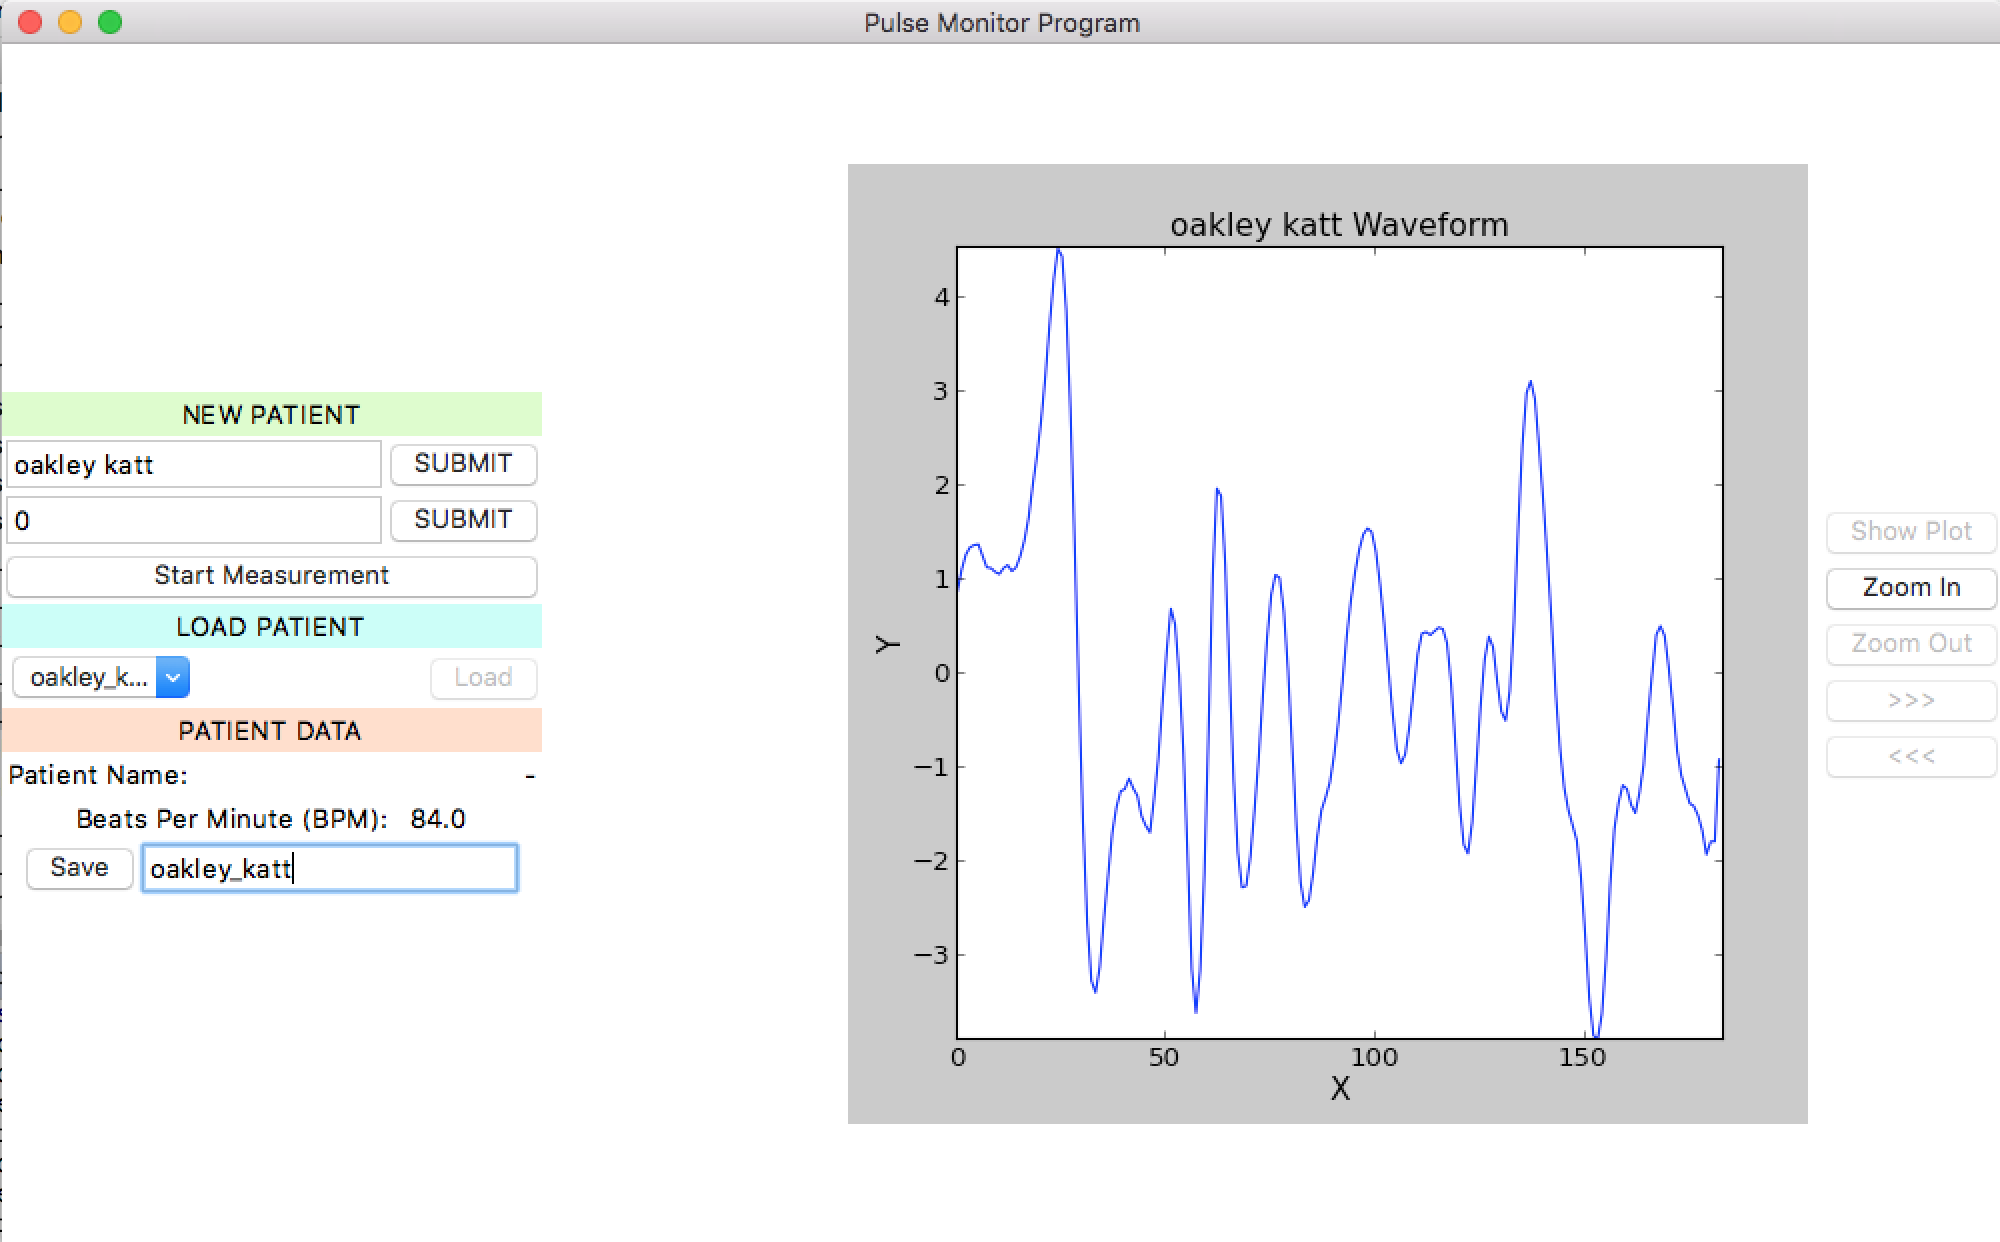 Pulse Monitor Program
NEW PATIENT
oakley katt SUBMIT
0 SUBMIT
Start Measurement
LOAD PATIENT
oakley_k... Load
PATIENT DATA
Patient Name: -
Beats Per Minute (BPM): 84.0
Save oakley_katt
oakley katt Waveform
4
3
2
1
0
−1
−2
−3
Y
0 50 100 150
X
Show Plot
Zoom In
Zoom Out
>>>
<<<